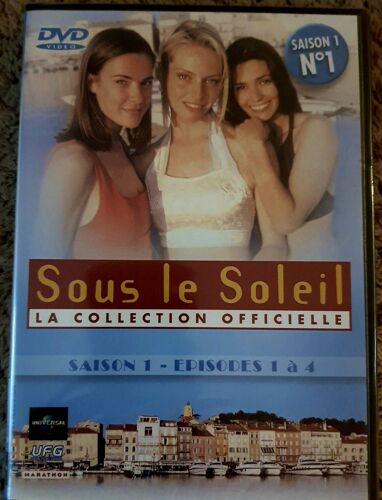 DVD
VIDEO
SAISON 1
N°1
Sous le Soleil
LA COLLECTION OFFICIELLE
SAISON 1 - EPISODES 1 à 4
UNIVERSAL
UFG
MARATHON